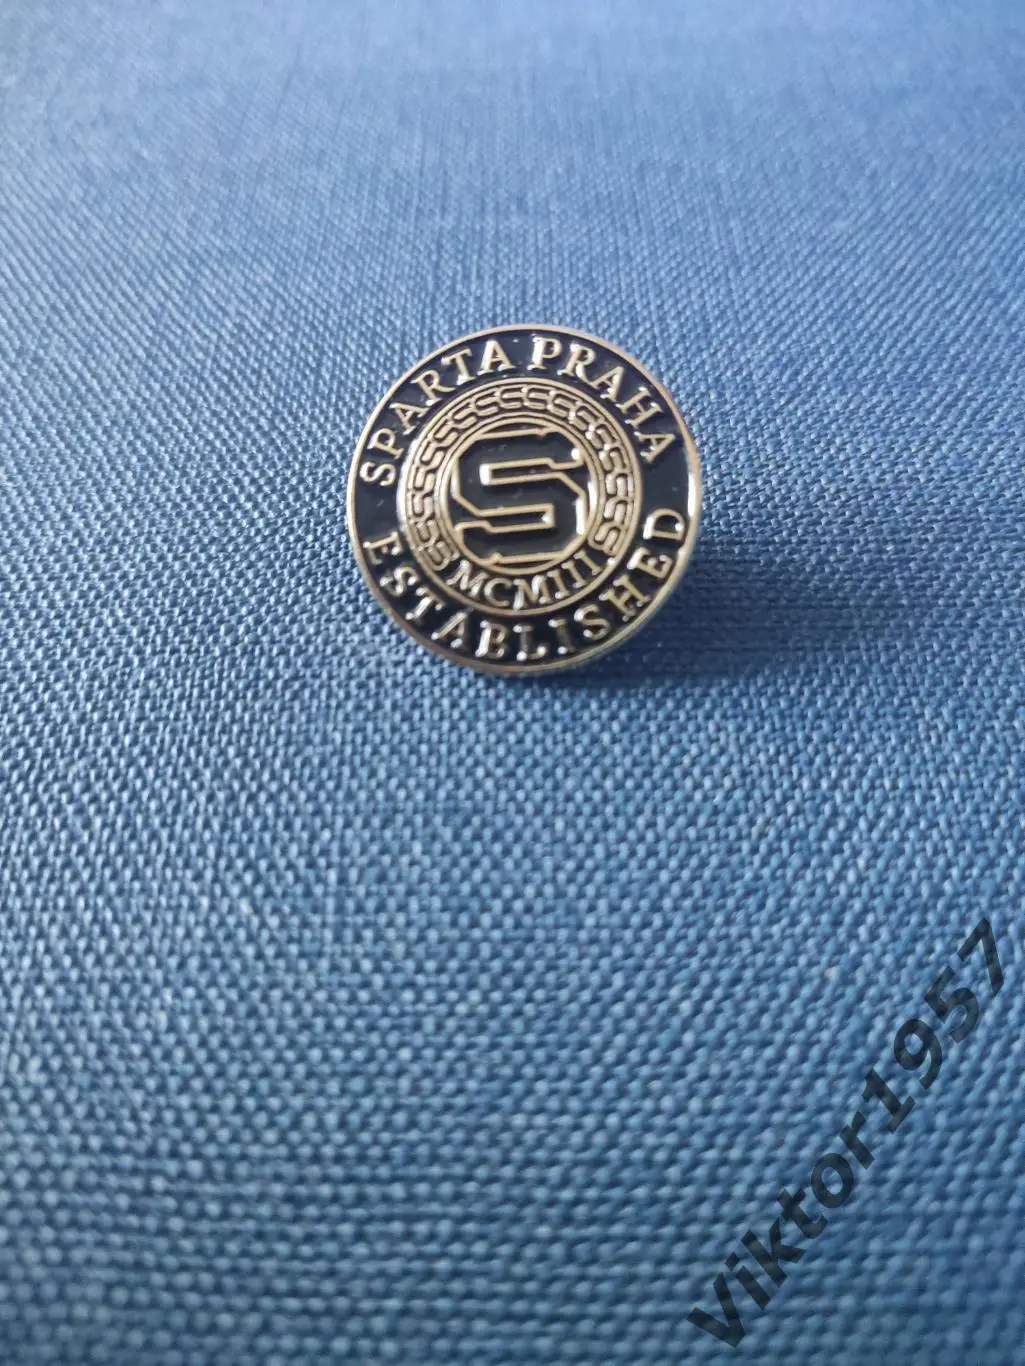 SPARTA PRAHA
S
MCMIII
ESTABLISHED
Viktor1957